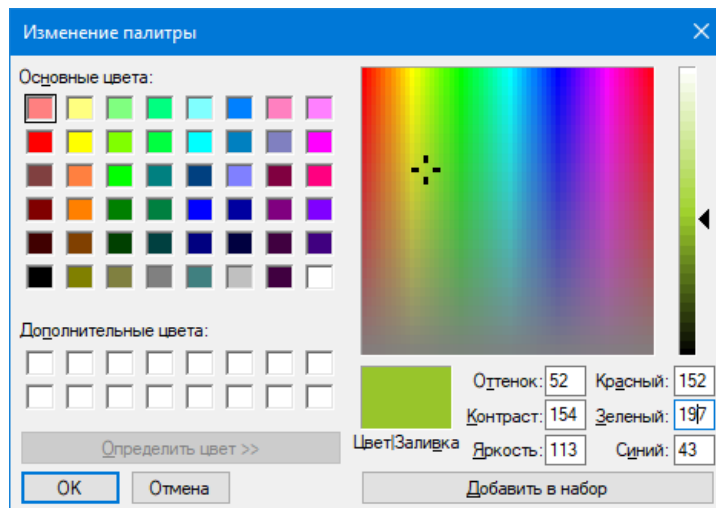 Изменение палитры
Основные цвета:
Дополнительные цвета:
Определить цвет >>
OK
Отмена
Цвет|Заливка
Оттенок: 52
Красный: 152
Контраст: 154
Зеленый: 197
Яркость: 113
Синий: 43
Добавить в набор